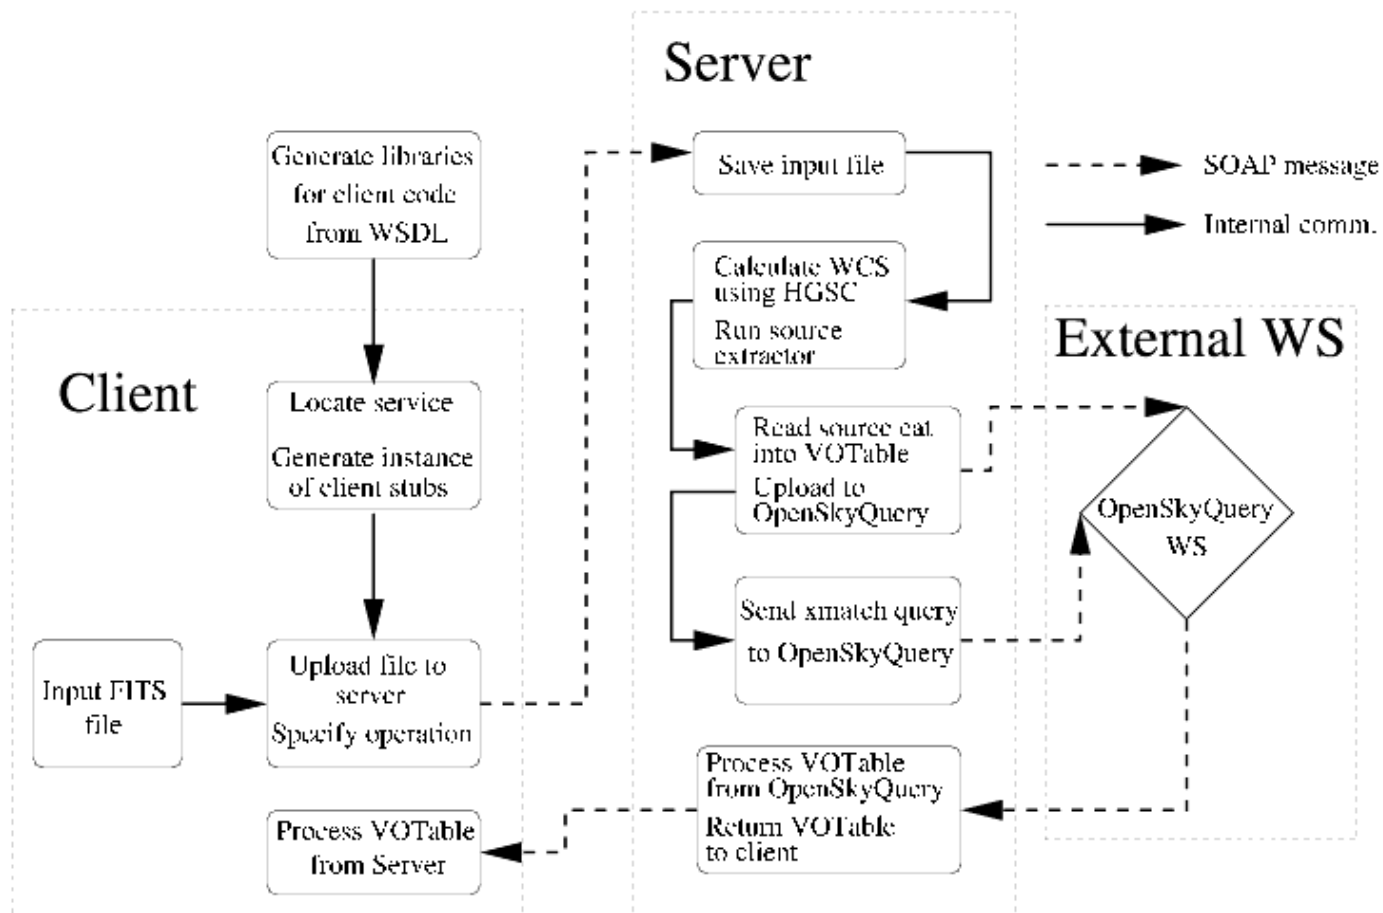 Server
Generate libraries
for client code
from WSDL
Save input file
SOAP message
Internal comm.
Calculate WCS
using HGSC
Run source
extractor
External WS
Client
Locate service
Generate instance
of client stubs
Read source cat
into VOTable
Upload to
OpenSkyQuery
OpenSkyQuery
WS
Send xmatch query
to OpenSkyQuery
Input FITS
file
Upload file to
server
Specify operation
Process VOTable
from OpenSkyQuery
Return VOTable
to client
Process VOTable
from Server